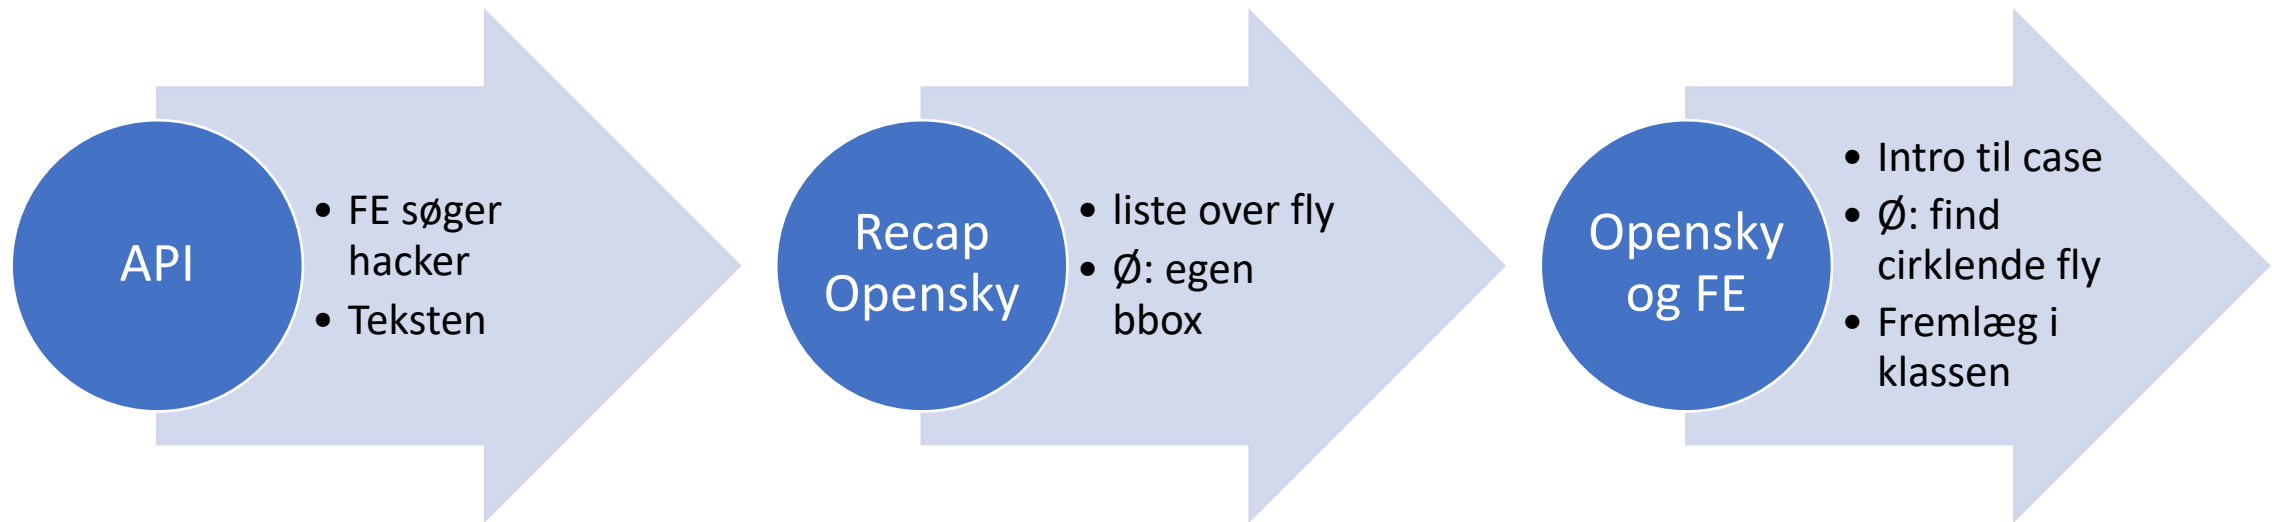 API
• FE søger
hacker
• Teksten
Recap
Opensky
• liste over fly
• Ø: egen
bbox
Opensky
og FE
• Intro til case
• Ø: find
cirklende fly
• Fremlæg i
klassen